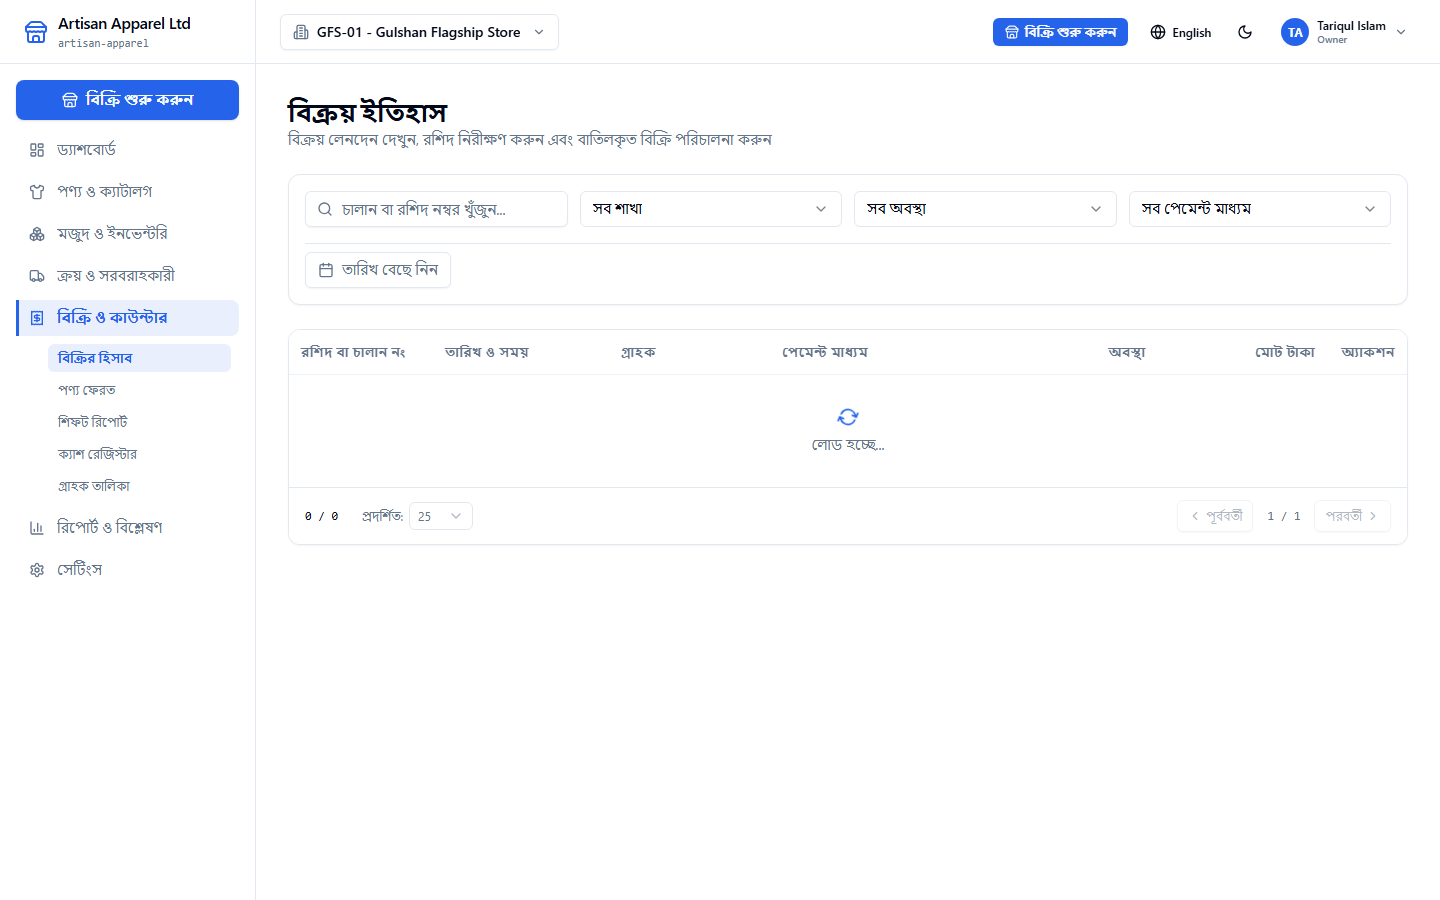 Artisan Apparel Ltd
artisan-apparel
GFS-01 - Gulshan Flagship Store
বিক্রি শুরু করুন
English
TA
Tariqul Islam
Owner
বিক্রি শুরু করুন
ড্যাশবোর্ড
পণ্য ও ক্যাটালগ
মজুদ ও ইনভেন্টরি
ক্রয় ও সরবরাহকারী
বিক্রি ও কাউন্টার
বিক্রির হিসাব
পণ্য ফেরত
শিফট রিপোর্ট
ক্যাশ রেজিস্টার
গ্রাহক তালিকা
রিপোর্ট ও বিশ্লেষণ
সেটিংস
বিক্রয় ইতিহাস
বিক্রয় লেনদেন দেখুন, রশিদ নিরীক্ষণ করুন এবং বাতিলকৃত বিক্রি পরিচালনা করুন
চালান বা রশিদ নম্বর খুঁজুন...
সব শাখা
সব অবস্থা
সব পেমেন্ট মাধ্যম
তারিখ বেছে নিন
রশিদ বা চালান নং তারিখ ও সময় গ্রাহক পেমেন্ট মাধ্যম অবস্থা মোট টাকা অ্যাকশন
লোড হচ্ছে...
0 / 0 প্রদর্শিত: 25 পূর্ববর্তী 1 / 1 পরবর্তী